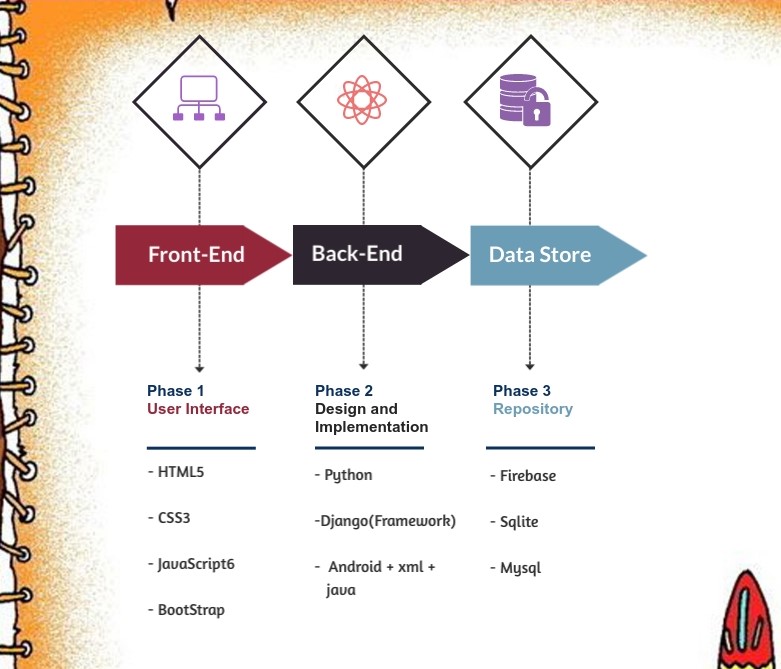 Front-End
Back-End
Data Store
Phase 1
User Interface
- HTML5
- CSS3
- JavaScript6
- BootStrap
Phase 2
Design and
Implementation
- Python
-Django(Framework)
- Android + xml +
java
Phase 3
Repository
- Firebase
- Sqlite
- Mysql